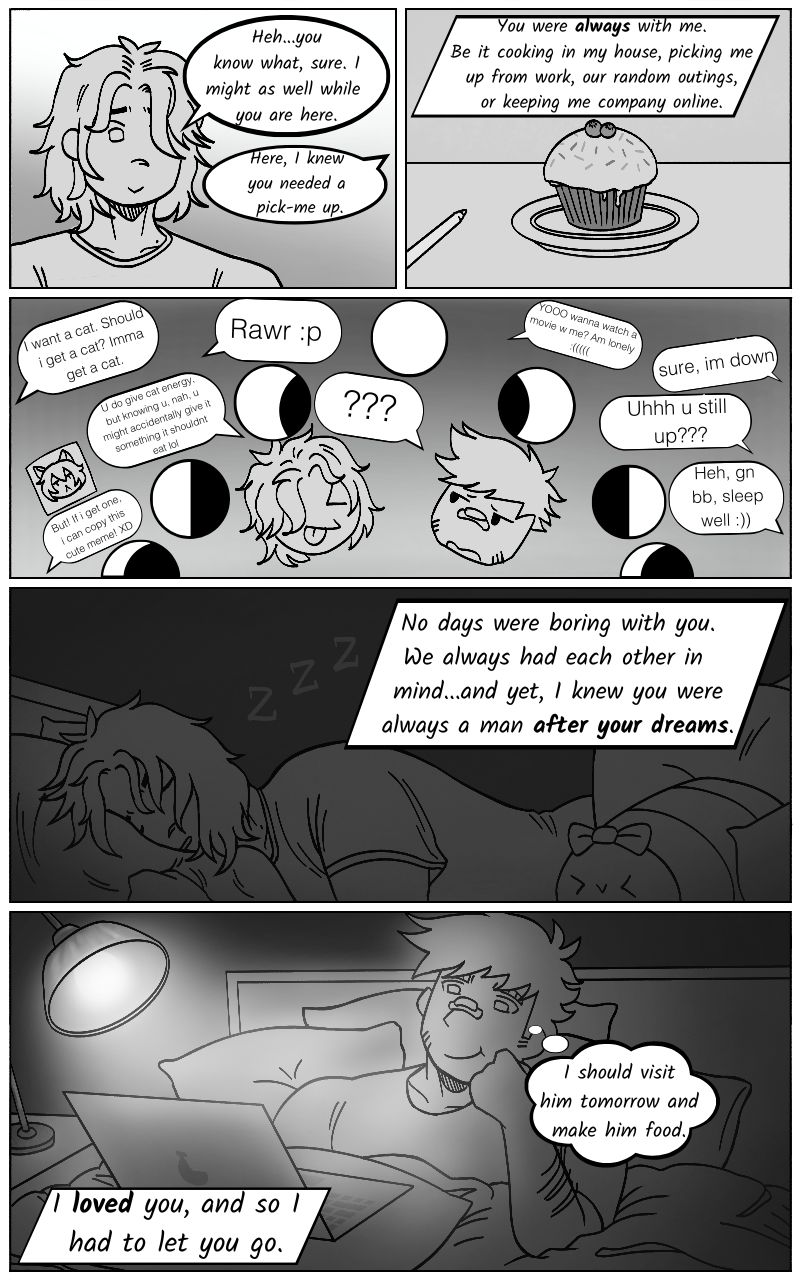 Heh...you
know what, sure. I
might as well while
you are here.
Here, I knew
you needed a
pick-me up.
You were always with me.
Be it cooking in my house, picking me
up from work, our random outings,
or keeping me company online.
I want a cat. Should
i get a cat? Imma
get a cat.
U do give cat energy,
but knowing u, nah, u
might accidentally give it
something it shouldnt
eat lol
But! If i get one,
i can copy this
cute meme! XD
Rawr :p
???
YOOO wanna watch a
movie w me? Am lonely
:(((((
sure, im down
Uhhh u still
up???
Heh, gn
bb, sleep
well :))
z z z
No days were boring with you.
We always had each other in
mind...and yet, I knew you were
always a man after your dreams.
I should visit
him tomorrow and
make him food.
I loved you, and so I
had to let you go.